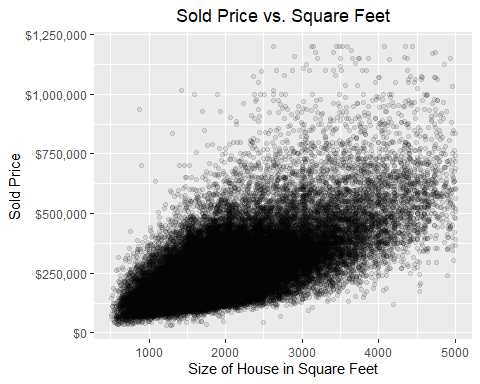 Sold Price vs. Square Feet
$1,250,000
$1,000,000
$750,000
$500,000
$250,000
$0
Sold Price
1000 2000 3000 4000 5000
Size of House in Square Feet